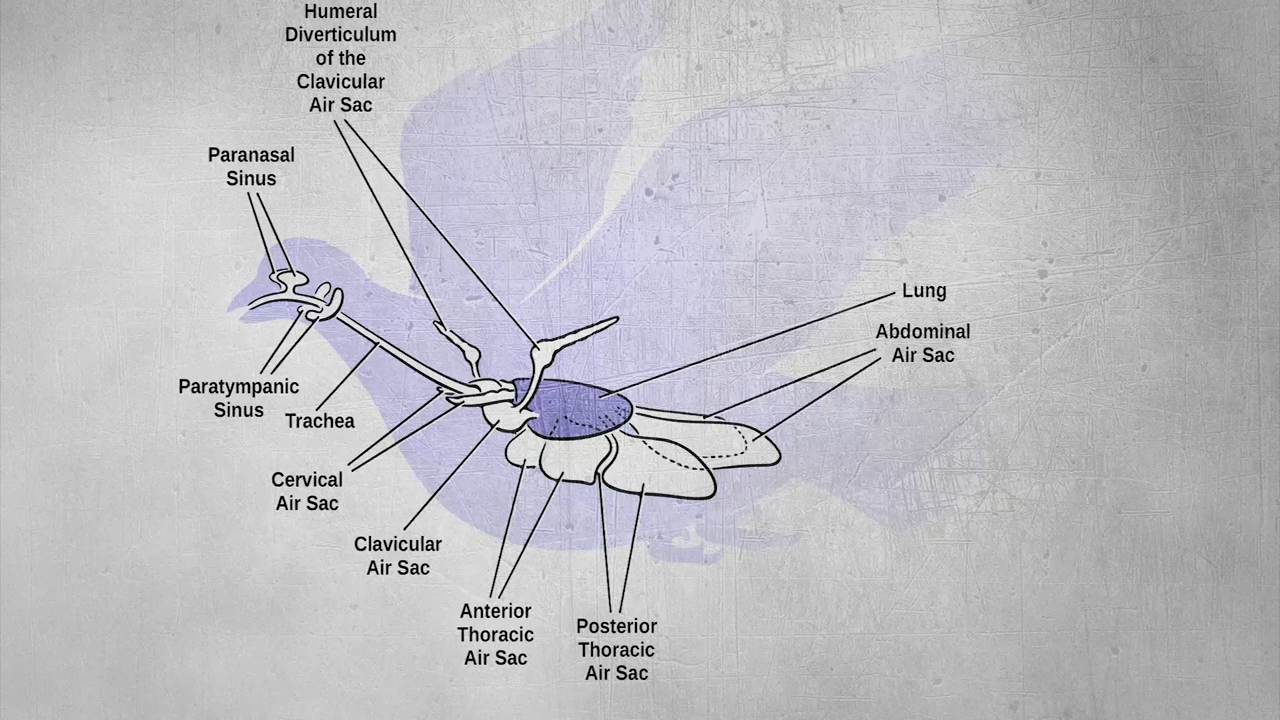 Humeral
Diverticulum
of the
Clavicular
Air Sac
Paranasal
Sinus
Lung
Abdominal
Air Sac
Paratympanic
Sinus
Trachea
Cervical
Air Sac
Clavicular
Air Sac
Anterior
Thoracic
Air Sac
Posterior
Thoracic
Air Sac